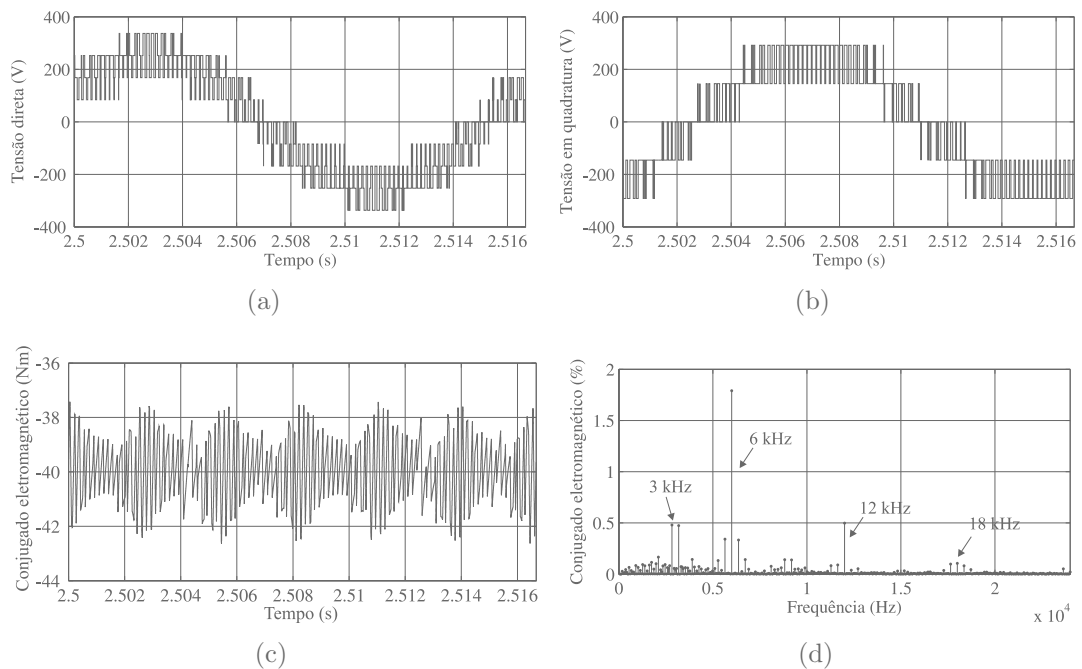 Tensão direta (V)
400
200
0
-200
-400
2.5 2.502 2.504 2.506 2.508 2.51 2.512 2.514 2.516
Tempo (s)
(a)
Tensão em quadratura (V)
400
200
0
-200
-400
2.5 2.502 2.504 2.506 2.508 2.51 2.512 2.514 2.516
Tempo (s)
(b)
Conjugado eletromagnético (Nm)
-36
-38
-40
-42
-44
2.5 2.502 2.504 2.506 2.508 2.51 2.512 2.514 2.516
Tempo (s)
(c)
Conjugado eletromagnético (%)
2
1.5
1
0.5
0
6 kHz
3 kHz
12 kHz
18 kHz
0 0.5 1 1.5 2
Frequência (Hz)
x 10^4
(d)